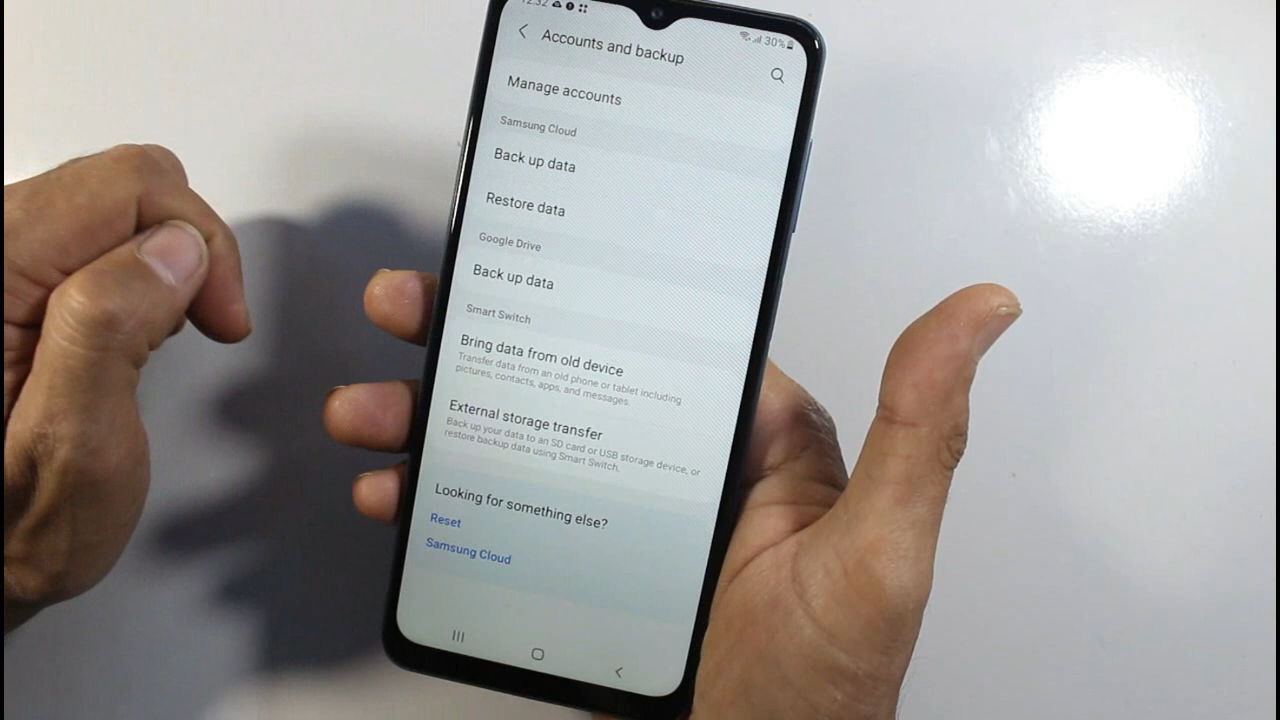 12:32
30%
Accounts and backup
Manage accounts
Samsung Cloud
Back up data
Restore data
Google Drive
Back up data
Smart Switch
Bring data from old device
Transfer data from an old phone or tablet including
pictures, contacts, apps, and messages.
External storage transfer
Back up your data to an SD card or USB storage device, or
restore backup data using Smart Switch.
Looking for something else?
Reset
Samsung Cloud